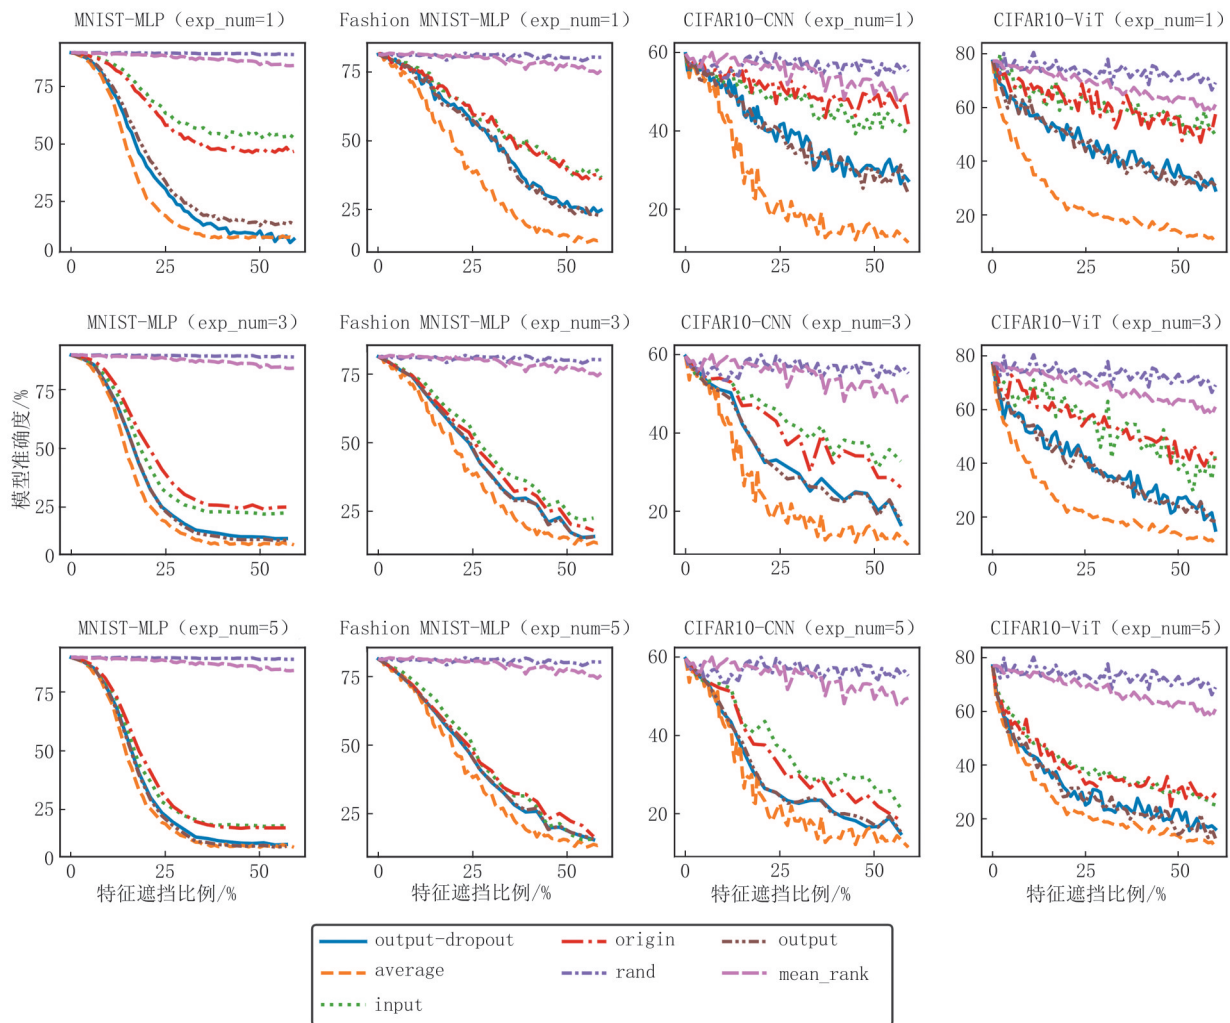 MNIST-MLP (exp_num=1) Fashion MNIST-MLP (exp_num=1) CIFAR10-CNN (exp_num=1) CIFAR10-ViT (exp_num=1)
75 75 60 80
50 50 40 60
25 25 20 40
0 0 20
0 25 50 0 25 50 0 25 50 0 25 50
MNIST-MLP (exp_num=3) Fashion MNIST-MLP (exp_num=3) CIFAR10-CNN (exp_num=3) CIFAR10-ViT (exp_num=3)
模型准确度/%
75 75 60 80
50 50 40 60
25 25 20 40
0 20
0 25 50 0 25 50 0 25 50 0 25 50
MNIST-MLP (exp_num=5) Fashion MNIST-MLP (exp_num=5) CIFAR10-CNN (exp_num=5) CIFAR10-ViT (exp_num=5)
75 75 60 80
50 50 40 60
25 25 20 40
0 20
0 25 50 0 25 50 0 25 50 0 25 50
特征遮挡比例/% 特征遮挡比例/% 特征遮挡比例/% 特征遮挡比例/%
output-dropout origin output
average rand mean_rank
input